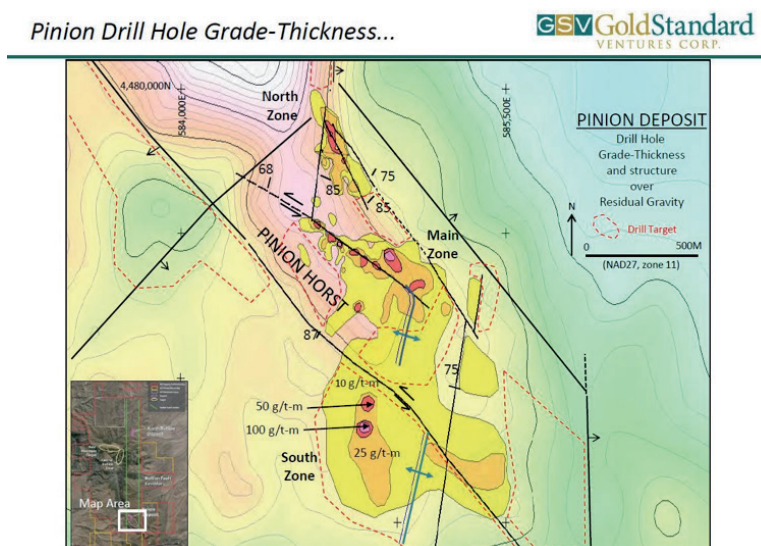 Pinion Drill Hole Grade-Thickness...
GSV GoldStandard
VENTURES CORP.
4,480,000N
584,000E
585,500E
North
Zone
PINION DEPOSIT
Drill Hole
Grade-Thickness
and structure
over
Residual Gravity
N
Drill Target
0 500M
(NAD27, zone 11)
68
75
85
85
Main
Zone
PINION HORST
87
75
10 g/t-m
50 g/t-m
100 g/t-m
25 g/t-m
South
Zone
Map Area